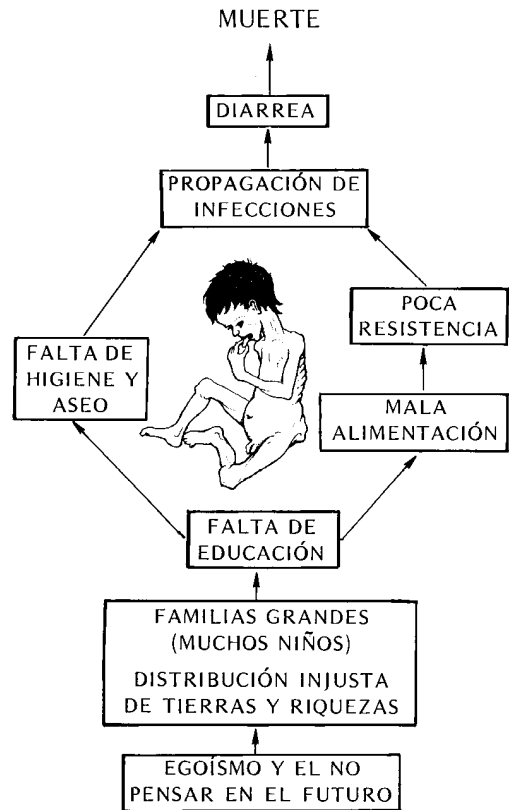 MUERTE
DIARREA
PROPAGACIÓN DE
INFECCIONES
POCA
RESISTENCIA
FALTA DE
HIGIENE Y
ASEO
MALA
ALIMENTACIÓN
FALTA DE
EDUCACIÓN
FAMILIAS GRANDES
(MUCHOS NIÑOS)
DISTRIBUCIÓN INJUSTA
DE TIERRAS Y RIQUEZAS
EGOÍSMO Y EL NO
PENSAR EN EL FUTURO